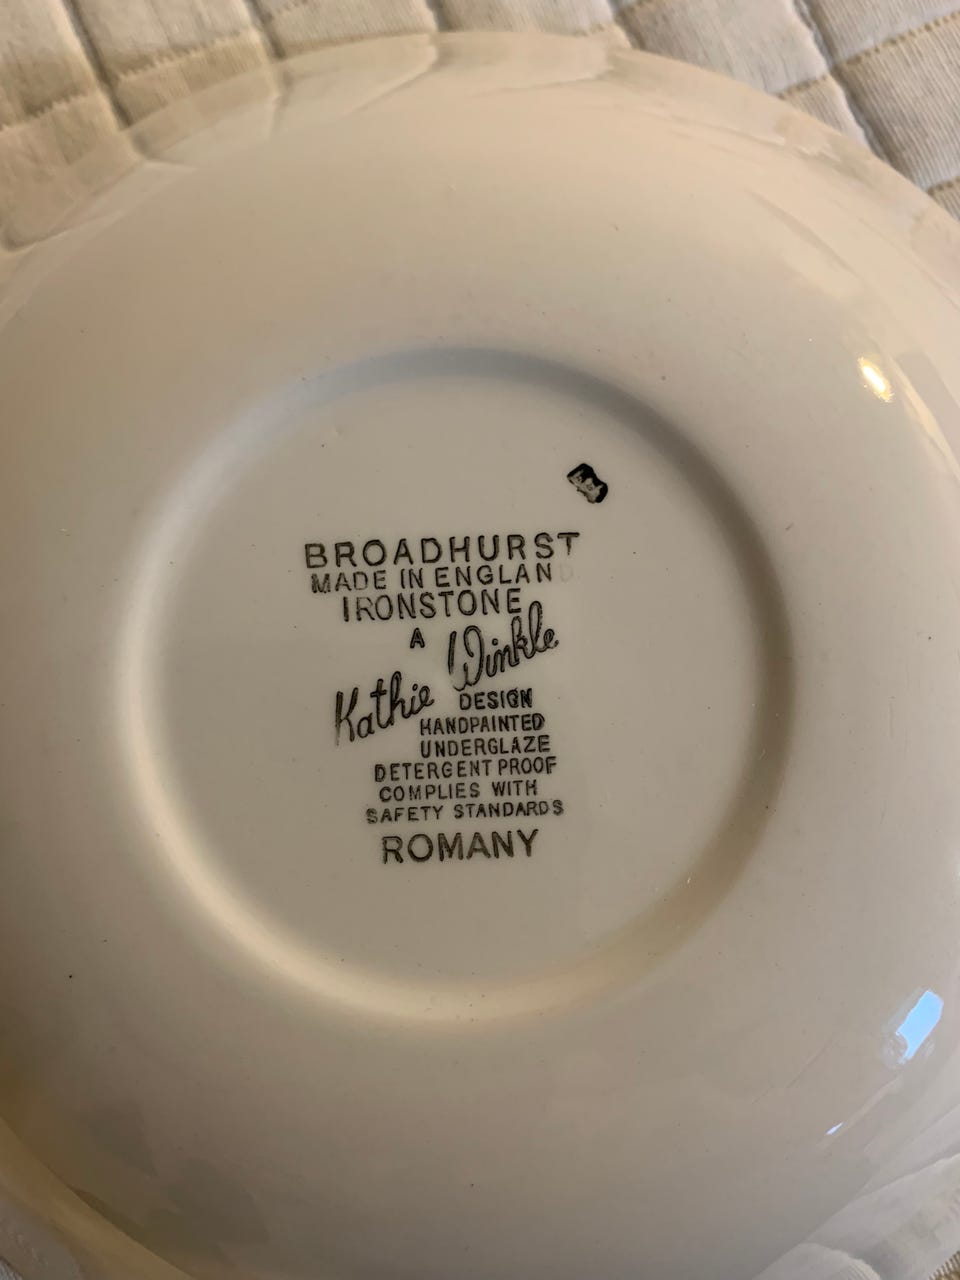 BROADHURST
MADE IN ENGLAND
IRONSTONE
A
Kathie Winkle
DESIGN
HANDPAINTED
UNDERGLAZE
DETERGENT PROOF
COMPLIES WITH
SAFETY STANDARDS
ROMANY